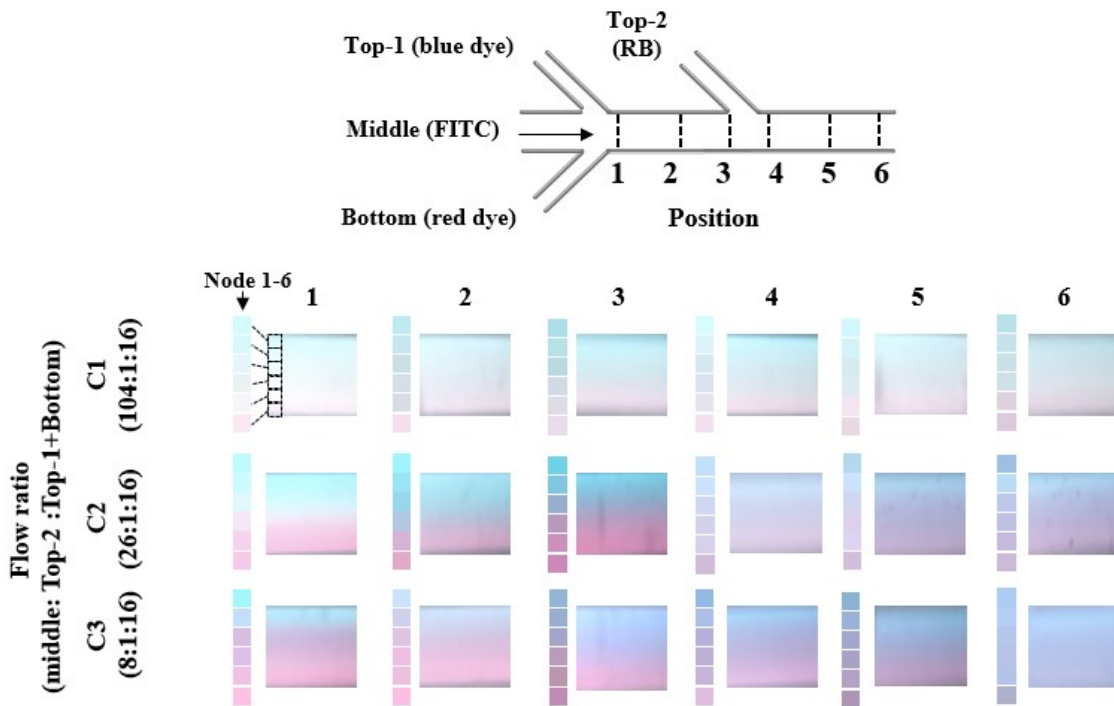 Top-2
(RB)
Top-1 (blue dye)
Middle (FITC)
1 2 3 4 5 6
Bottom (red dye)
Position
Node 1-6
1 2 3 4 5 6
Flow ratio
(middle: Top-2 :Top-1+Bottom)
C1
(104:1:16)
C2
(26:1:16)
C3
(8:1:16)